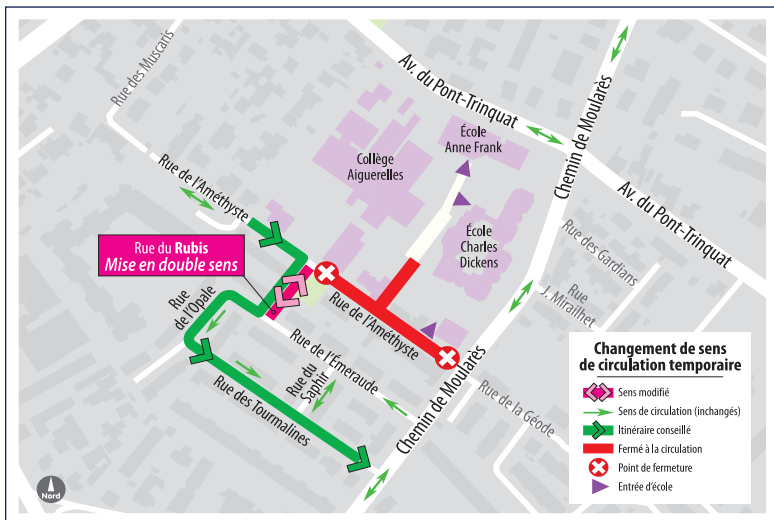 Rue des Muscaris
Av. du Pont-Trinquat
Chemin de Moularès
École
Anne Frank
Collège
Aiguerelles
Rue de l'Améthyste
Av. du Pont-Trinquat
École
Charles
Dickens
Rue des Gardians
Rue du Rubis
Mise en double sens
Rue
de l'Opale
Rue de l'Améthyste
Rue
J. Mirailhet
Rue de l'Émeraude
Rue du
Saphir
Rue des Tourmalines
Chemin de Moularès
Rue de la Géode
Changement de sens
de circulation temporaire
Sens modifié
Sens de circulation (inchangés)
Itinéraire conseillé
Fermé à la circulation
Point de fermeture
Entrée d'école
Nord